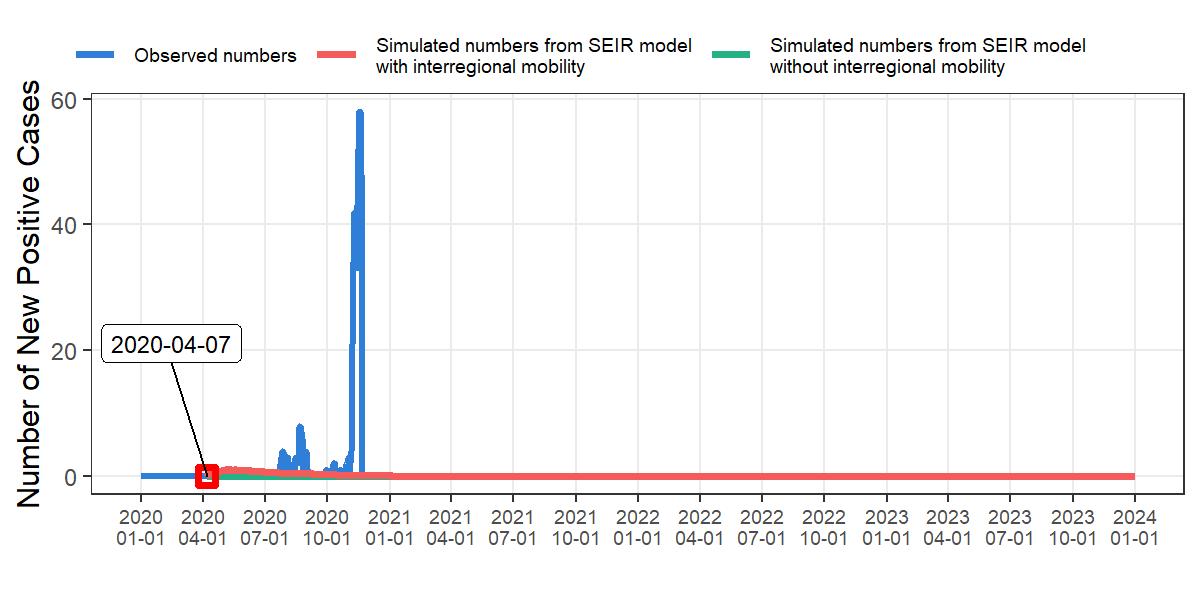 Observed numbers
Simulated numbers from SEIR model
with interregional mobility
Simulated numbers from SEIR model
without interregional mobility
Number of New Positive Cases
60
40
20
0
2020-04-07
2020 2020 2020 2020 2021 2021 2021 2021 2022 2022 2022 2022 2023 2023 2023 2023 2024
01-01 04-01 07-01 10-01 01-01 04-01 07-01 10-01 01-01 04-01 07-01 10-01 01-01 04-01 07-01 10-01 01-01